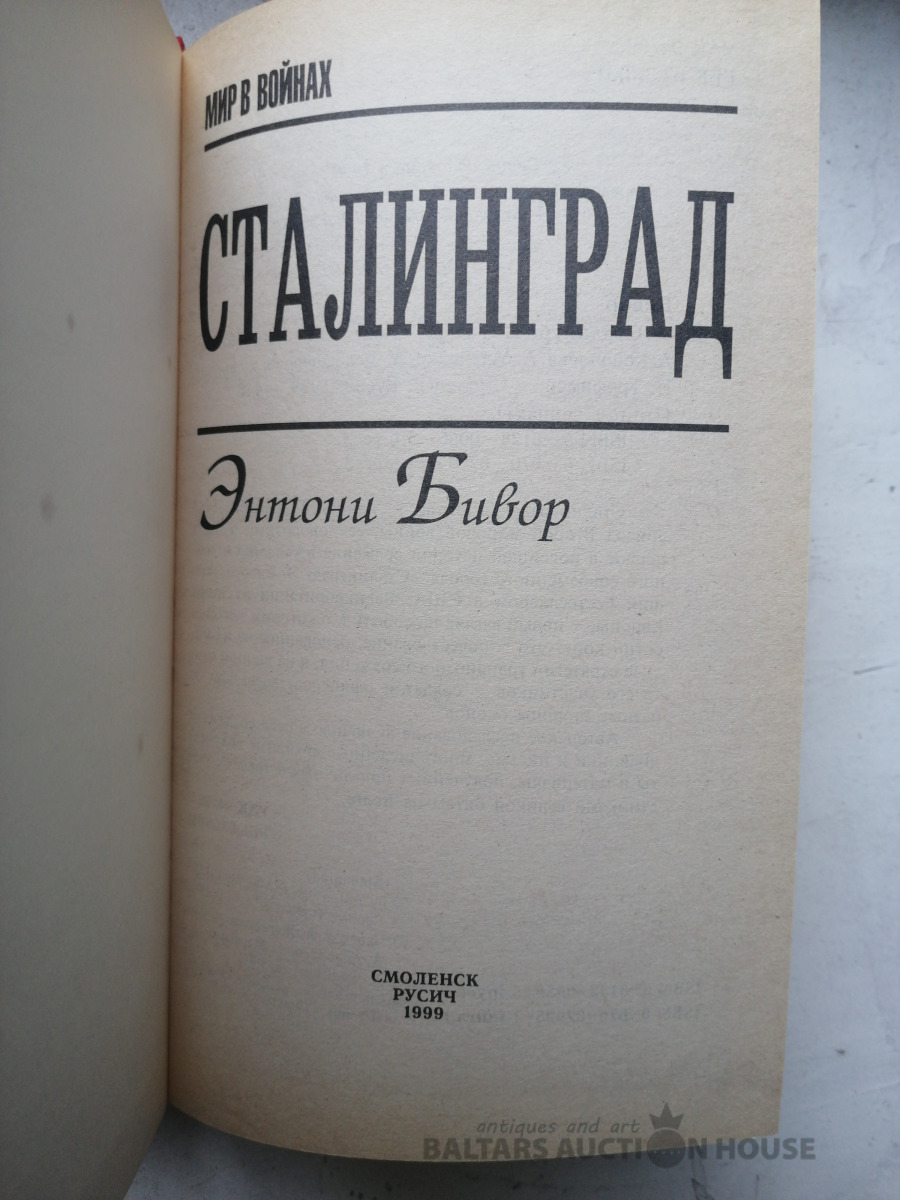 МИР В ВОЙНАХ
СТАЛИНГРАД
Энтони Бивор
СМОЛЕНСК
РУСИЧ
1999
antiques and art
BALTARS AUCTION HOUSE